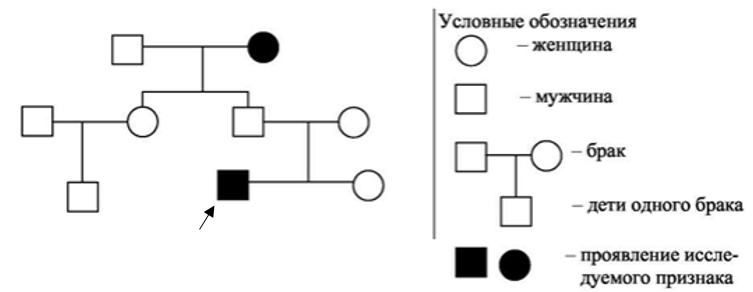 Условные обозначения
– женщина
– мужчина
– брак
– дети одного брака
– проявление иссле-
дуемого признака